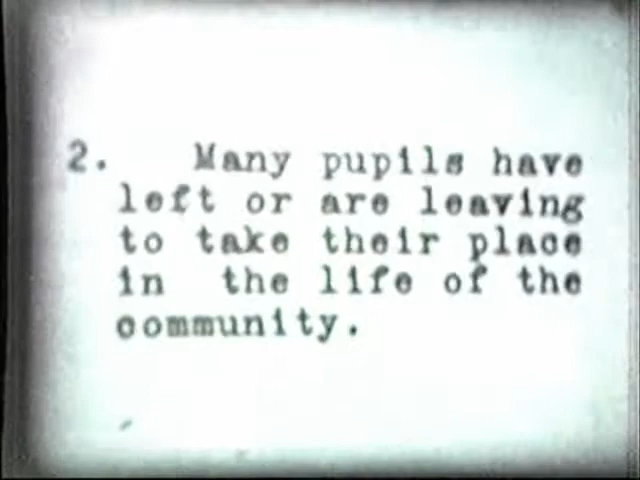 2. Many pupils have
left or are leaving
to take their place
in the life of the
community.